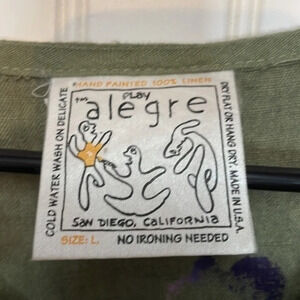 HAND PAINTED 100% LINEN
PLAY
TMS
alegre
SAN DIEGO, CALIFORNIA
SIZE: L. NO IRONING NEEDED
COLD WATER WASH ON DELICATE
DRY FLAT OR HANG DRY. MADE IN U.S.A.